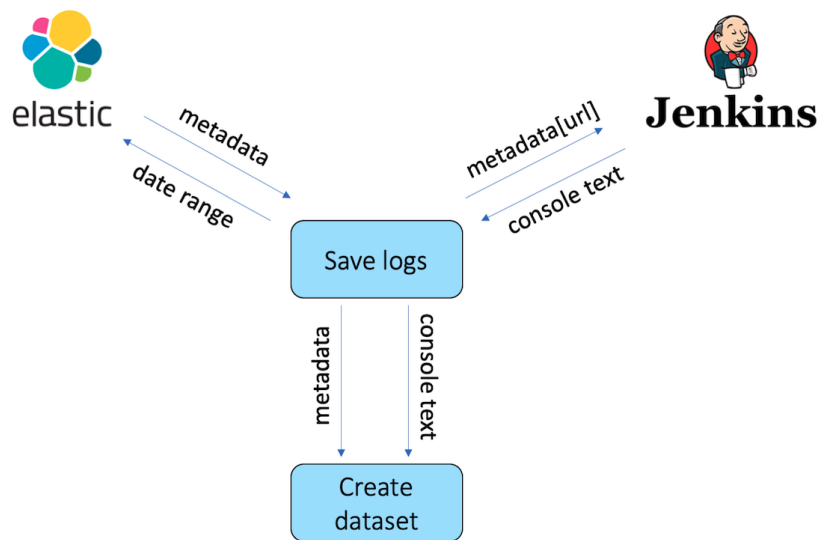 elastic
Jenkins
metadata
date range
metadata[url]
console text
Save logs
metadata
console text
Create
dataset